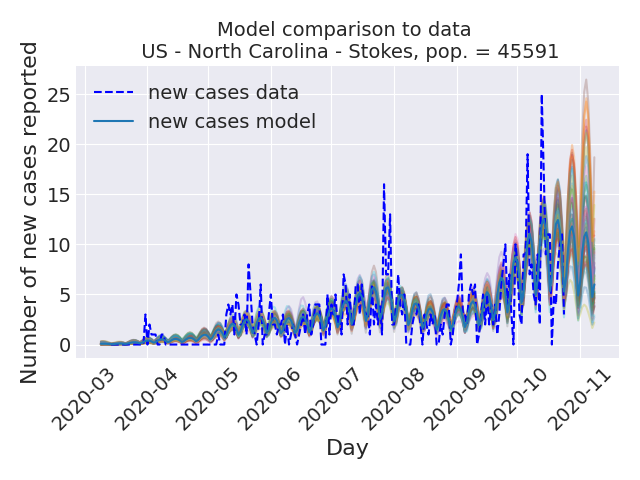 Model comparison to data
US - North Carolina - Stokes, pop. = 45591
Number of new cases reported
25
20
15
10
5
0
new cases data
new cases model
2020-03
2020-04
2020-05
2020-06
2020-07
2020-08
2020-09
2020-10
2020-11
Day